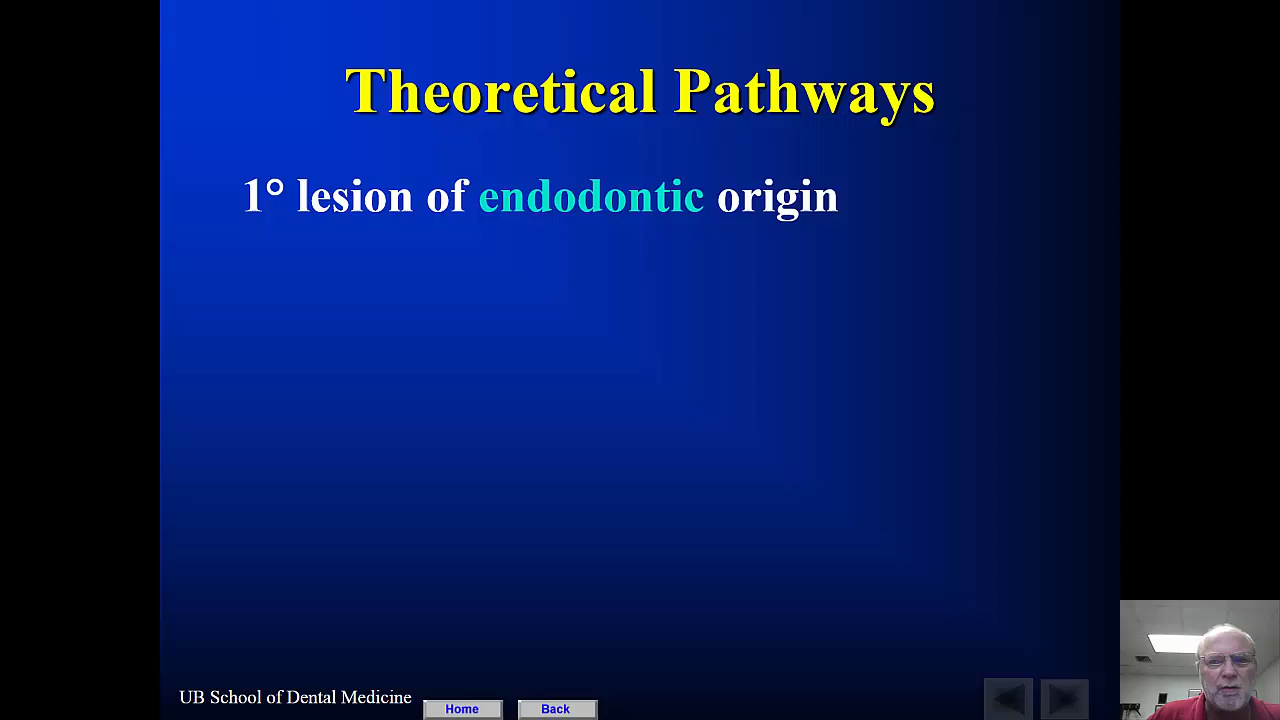 Theoretical Pathways
1° lesion of endodontic origin
UB School of Dental Medicine
Home
Back